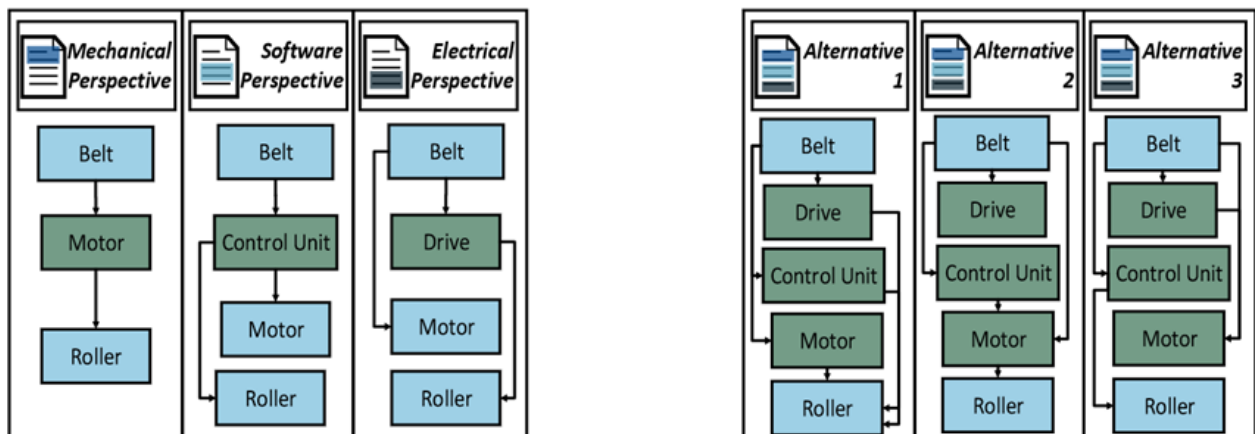 Mechanical
Perspective
Belt
Motor
Roller
Software
Perspective
Belt
Control Unit
Motor
Roller
Electrical
Perspective
Belt
Drive
Motor
Roller
Alternative
1
Belt
Drive
Control Unit
Motor
Roller
Alternative
2
Belt
Drive
Control Unit
Motor
Roller
Alternative
3
Belt
Drive
Control Unit
Motor
Roller